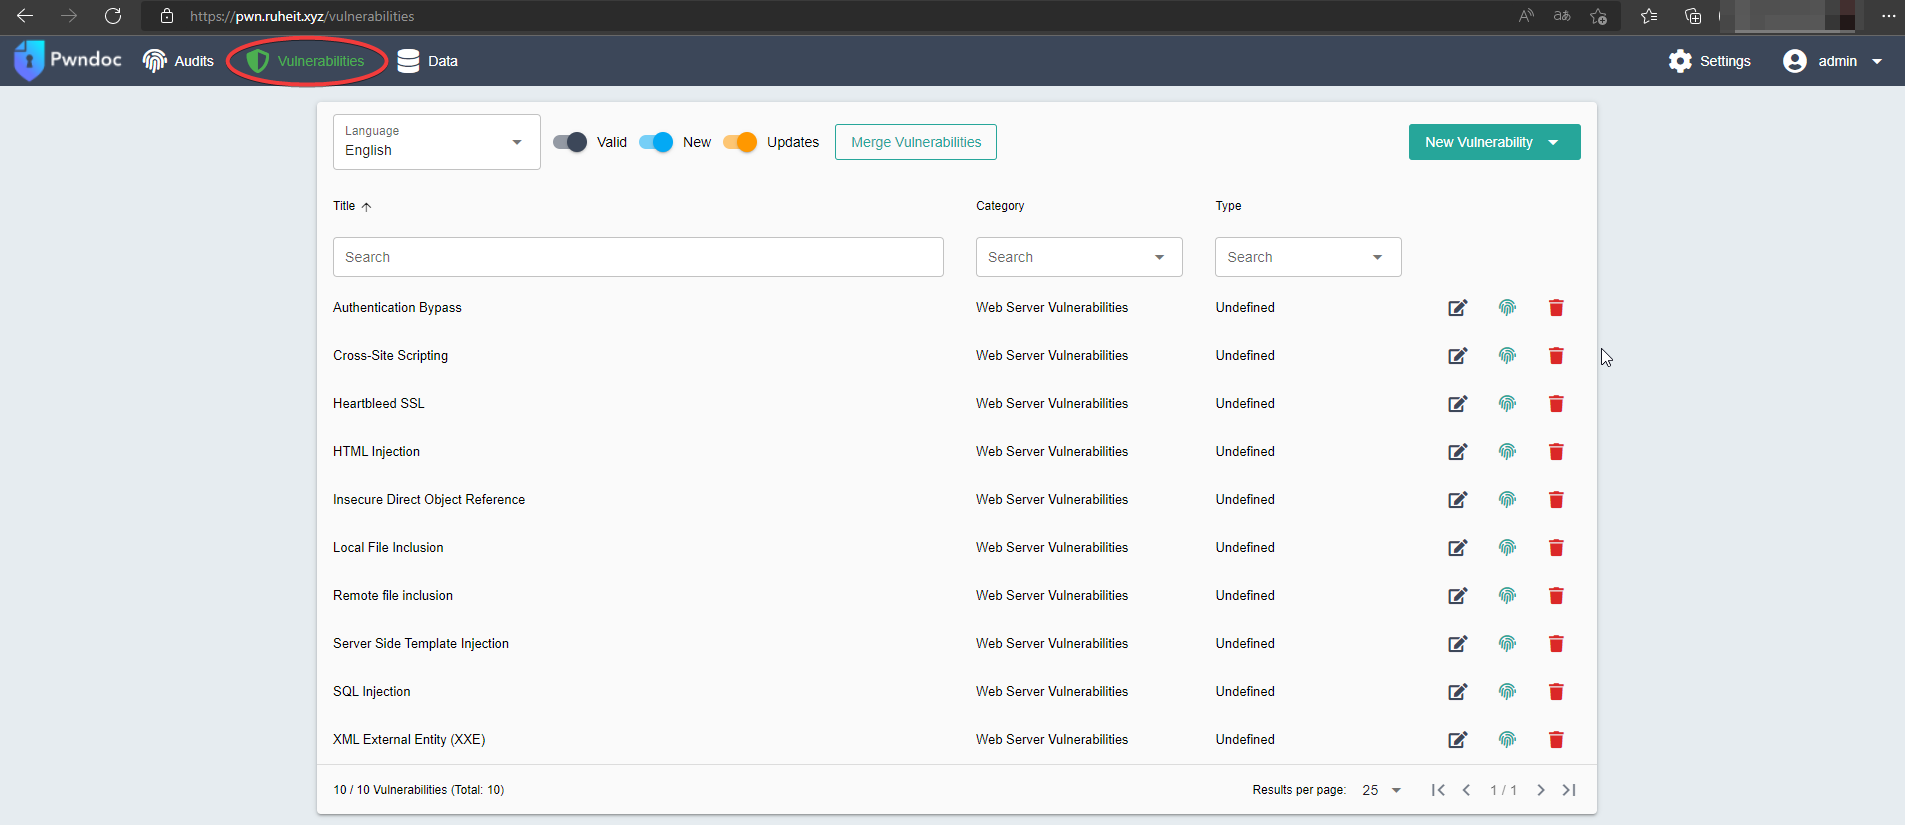 https://pwn.ruheit.xyz/vulnerabilities
Pwndoc Audits Vulnerabilities Data Settings admin
Language
English
Valid New Updates Merge Vulnerabilities New Vulnerability
Title Category Type
Search Search Search
Authentication Bypass Web Server Vulnerabilities Undefined
Cross-Site Scripting Web Server Vulnerabilities Undefined
Heartbleed SSL Web Server Vulnerabilities Undefined
HTML Injection Web Server Vulnerabilities Undefined
Insecure Direct Object Reference Web Server Vulnerabilities Undefined
Local File Inclusion Web Server Vulnerabilities Undefined
Remote file inclusion Web Server Vulnerabilities Undefined
Server Side Template Injection Web Server Vulnerabilities Undefined
SQL Injection Web Server Vulnerabilities Undefined
XML External Entity (XXE) Web Server Vulnerabilities Undefined
10 / 10 Vulnerabilities (Total: 10) Results per page: 25 1 / 1